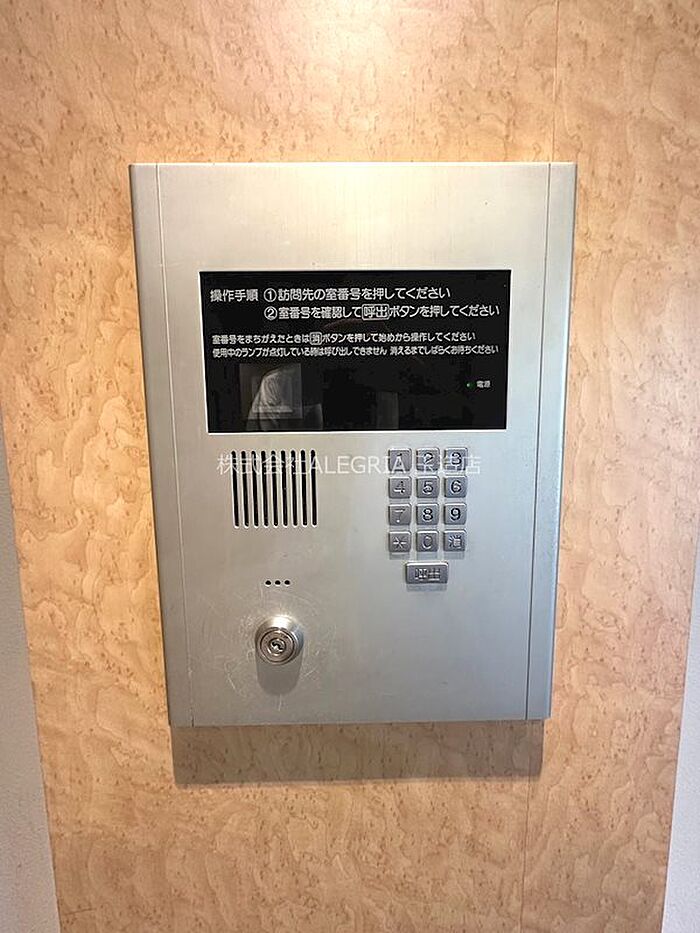 操作手順 ①訪問先の室番号を押してください
②室番号を確認して呼出ボタンを押してください
室番号をまちがえたときは消ボタンを押して始めから操作してください
使用中のランプが点灯している時は呼び出しできません 消えるまでしばらくお待ちください
電源
株式会社ALEGRIA 玉造店
1 2 3
4 5 6
7 8 9
* 0 消
呼出